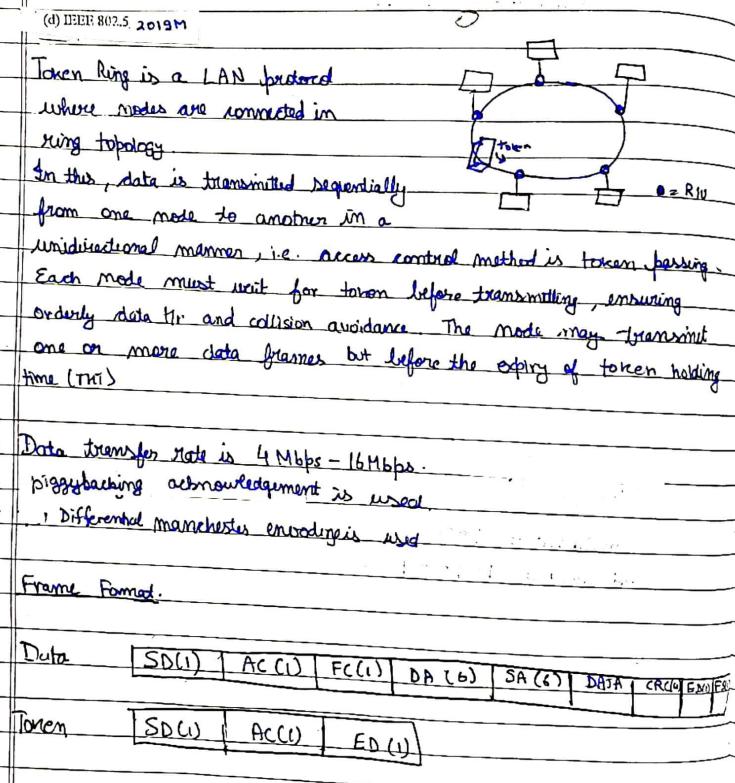 (d) IEEE 802.5, 2019M
Token Ring is a LAN protocol
where nodes are connected in
ring topology.
token
In this, data is transmitted sequentially
● = RIU
from one node to another in a
unidirectional manner, i.e. access control method is token passing.
Each node must wait for token before transmitting, ensuring
orderly data tr and collision avoidance. The node may transmit
one or more data frames but before the expiry of token holding
time (THT)
Data transfer rate is 4 Mbps - 16Mbps.
piggybacking acknowledgement is used.
, Differential manchester encoding is used
Frame Format.
Data SD(1) AC(1) FC(1) DA(6) SA(6) DATA CRC(4) ED(1) FS
Token SD(1) AC(1) ED(1)